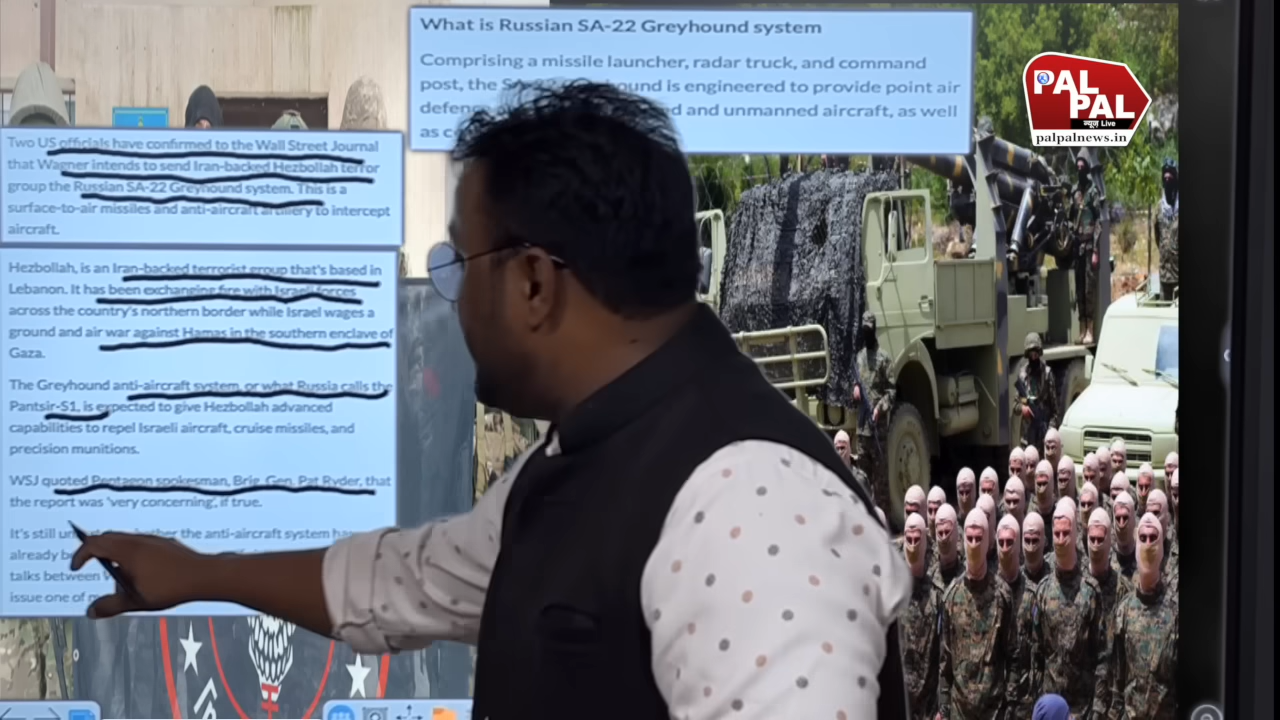 What is Russian SA-22 Greyhound system
Comprising a missile launcher, radar truck, and command
post, the is engineered to provide point air
and unmanned aircraft, as well
as
PAL
PAL
न्यूज़ Live
palpalnews.in
Two US officials have confirmed to the Wall Street Journal
that Wagner intends to send Iran-backed Hezbollah terror
group the Russian SA-22 Greyhound system. This is a
surface-to-air missiles and anti-aircraft artillery to intercept
aircraft.
Hezbollah, is an Iran-backed terrorist group that's based in
Lebanon. It has been exchanging fire with Israeli forces
across the country's northern border while Israel wages a
ground and air war against Hamas in the southern enclave of
Gaza.
The Greyhound anti-aircraft system, or what Russia calls the
Pantsir-S1, is expected to give Hezbollah advanced
capabilities to repel Israeli aircraft, cruise missiles, and
precision munitions.
WSJ quoted Pentagon spokesman, Brig. Gen. Pat Ryder, that
the report was 'very concerning', if true.
It's still the anti-aircraft system
already
talks between
issue one of